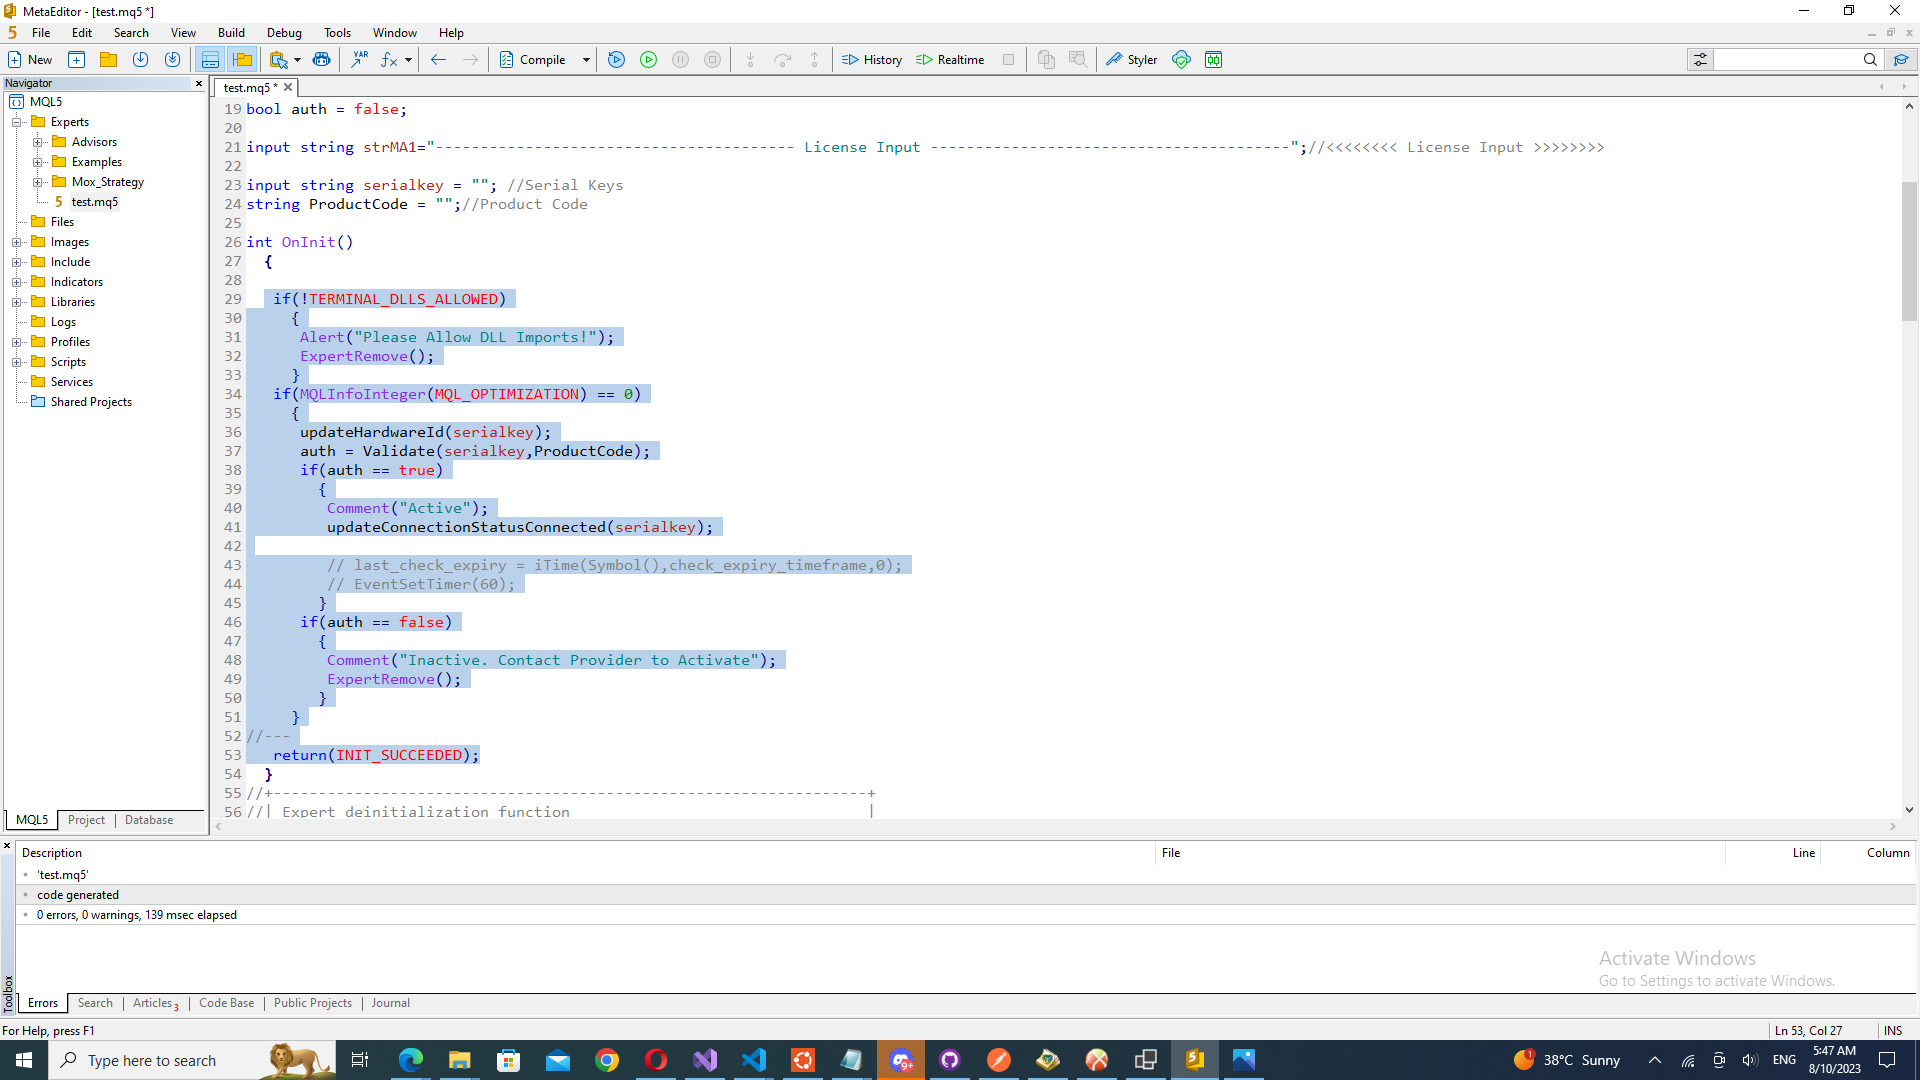 MetaEditor - [test.mq5 *]
File Edit Search View Build Debug Tools Window Help
New VAR Compile History Realtime Styler
Navigator
MQL5
Experts
Advisors
Examples
Mox_Strategy
test.mq5
Files
Images
Include
Indicators
Libraries
Logs
Profiles
Scripts
Services
Shared Projects
MQL5 Project Database
test.mq5 *
19 bool auth = false;
20
21 input string strMA1="---------------------------------------- License Input ----------------------------------------";//<<<<<<<< License Input >>>>>>>>
22
23 input string serialkey = ""; //Serial Keys
24 string ProductCode = "";//Product Code
25
26 int OnInit()
27 {
28
29 if(!TERMINAL_DLLS_ALLOWED)
30 {
31 Alert("Please Allow DLL Imports!");
32 ExpertRemove();
33 }
34 if(MQLInfoInteger(MQL_OPTIMIZATION) == 0)
35 {
36 updateHardwareId(serialkey);
37 auth = Validate(serialkey,ProductCode);
38 if(auth == true)
39 {
40 Comment("Active");
41 updateConnectionStatusConnected(serialkey);
42
43 // last_check_expiry = iTime(Symbol(),check_expiry_timeframe,0);
44 // EventSetTimer(60);
45 }
46 if(auth == false)
47 {
48 Comment("Inactive. Contact Provider to Activate");
49 ExpertRemove();
50 }
51 }
52 //---
53 return(INIT_SUCCEEDED);
54 }
55 //+------------------------------------------------------------------+
56 //| Expert deinitialization function |
Description File Line Column
'test.mq5'
code generated
0 errors, 0 warnings, 139 msec elapsed
Activate Windows
Go to Settings to activate Windows.
Toolbox
Errors Search Articles 3 Code Base Public Projects Journal
For Help, press F1 Ln 53, Col 27 INS
Type here to search 9+ 1 38°C Sunny ENG 5:47 AM
8/10/2023